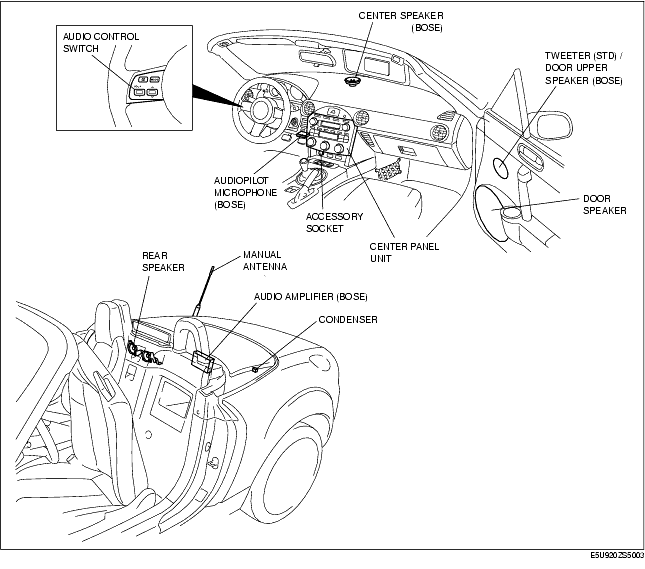 AUDIO CONTROL
SWITCH
CENTER SPEAKER
(BOSE)
TWEETER (STD) /
DOOR UPPER
SPEAKER (BOSE)
AUDIOPILOT
MICROPHONE
(BOSE)
ACCESSORY
SOCKET
CENTER PANEL
UNIT
DOOR
SPEAKER
REAR
SPEAKER
MANUAL
ANTENNA
AUDIO AMPLIFIER (BOSE)
CONDENSER
E5U920ZS5003